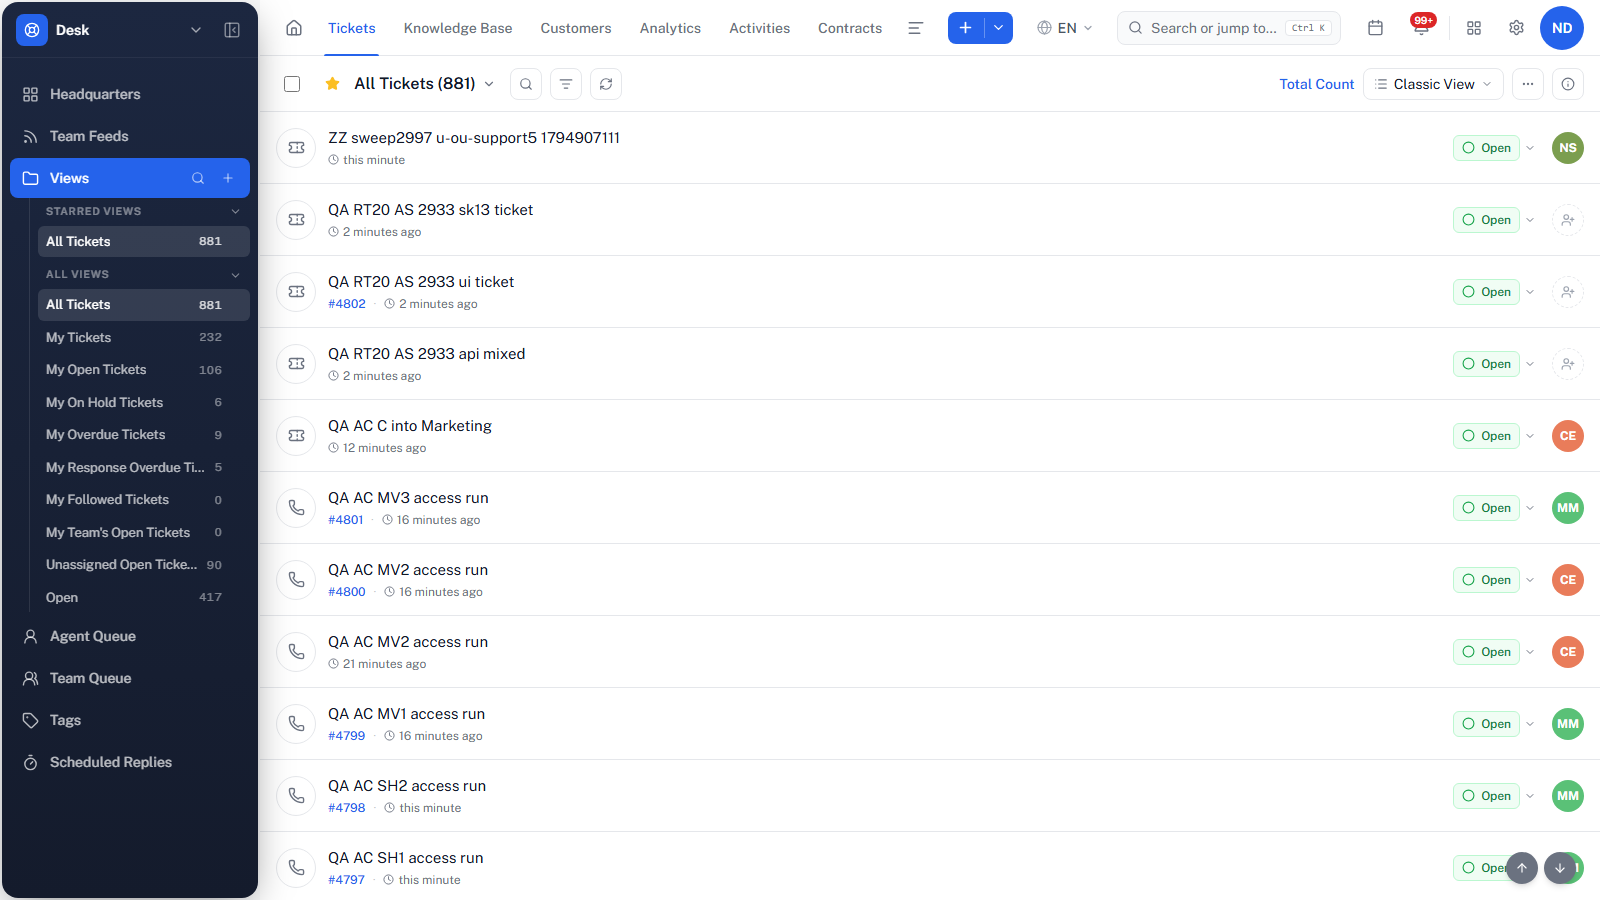 Desk
Headquarters
Team Feeds
Views
STARRED VIEWS
All Tickets 881
ALL VIEWS
All Tickets 881
My Tickets 232
My Open Tickets 106
My On Hold Tickets 6
My Overdue Tickets 9
My Response Overdue Ti... 5
My Followed Tickets 0
My Team's Open Tickets 0
Unassigned Open Ticke... 90
Open 417
Agent Queue
Team Queue
Tags
Scheduled Replies
Tickets Knowledge Base Customers Analytics Activities Contracts EN Search or jump to... Ctrl K 99+ ND
All Tickets (881) Total Count Classic View
ZZ sweep2997 u-ou-support5 1794907111
this minute
Open NS
QA RT20 AS 2933 sk13 ticket
2 minutes ago
Open
QA RT20 AS 2933 ui ticket
#4802 · 2 minutes ago
Open
QA RT20 AS 2933 api mixed
2 minutes ago
Open
QA AC C into Marketing
12 minutes ago
Open CE
QA AC MV3 access run
#4801 · 16 minutes ago
Open MM
QA AC MV2 access run
#4800 · 16 minutes ago
Open CE
QA AC MV2 access run
21 minutes ago
Open CE
QA AC MV1 access run
#4799 · 16 minutes ago
Open MM
QA AC SH2 access run
#4798 · this minute
Open MM
QA AC SH1 access run
#4797 · this minute